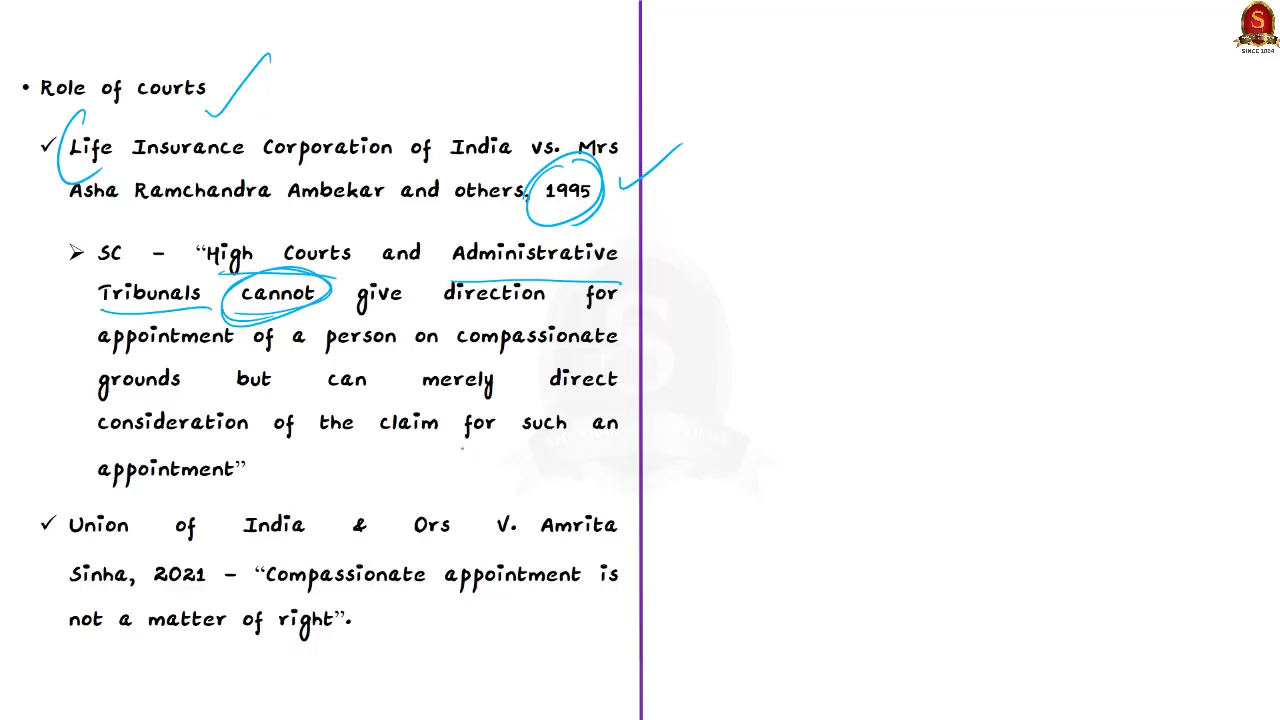 • Role of courts
✓ Life Insurance Corporation of India vs. Mrs
Asha Ramchandra Ambekar and others, 1995
➢ SC – “High Courts and Administrative
Tribunals cannot give direction for
appointment of a person on compassionate
grounds but can merely direct
consideration of the claim for such an
appointment”
✓ Union of India & Ors V. Amrita
Sinha, 2021 – “Compassionate appointment is
not a matter of right”.
S
SINCE 2004